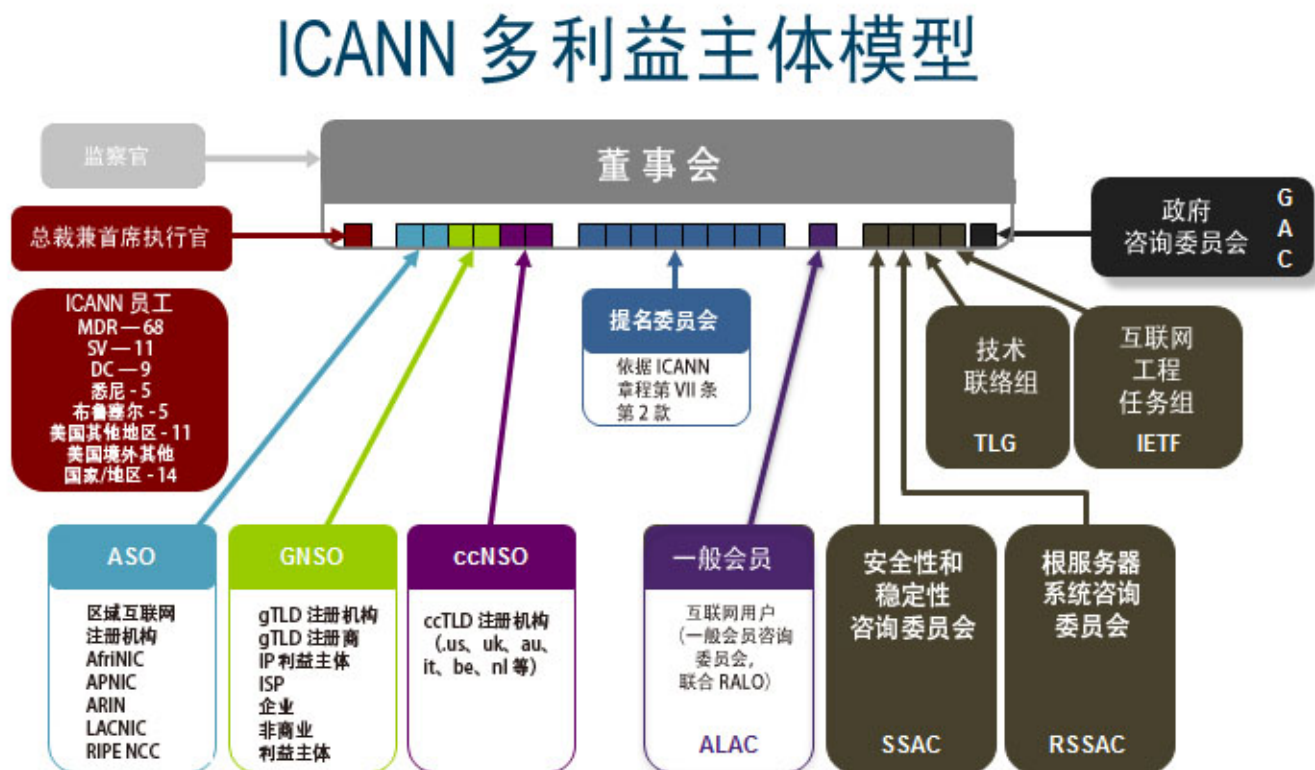 ICANN 多利益主体模型
监察官
董事会
总裁兼首席执行官
政府
咨询委员会
G
A
C
ICANN 员工
MDR — 68
SV — 11
DC — 9
悉尼 - 5
布鲁塞尔 - 5
美国其他地区 - 11
美国境外其他
国家/地区 - 14
提名委员会
依据 ICANN
章程第 VII 条
第 2 款
技术
联络组
TLG
互联网
工程
任务组
IETF
ASO
区域互联网
注册机构
AfriNIC
APNIC
ARIN
LACNIC
RIPE NCC
GNSO
gTLD 注册机构
gTLD 注册商
IP 利益主体
ISP
企业
非商业
利益主体
ccNSO
ccTLD 注册机构
（.us、uk、au、
it、be、nl 等）
一般会员
互联网用户
（一般会员咨询
委员会,
联合 RALO）
ALAC
安全性和
稳定性
咨询委员会
SSAC
根服务器
系统咨询
委员会
RSSAC